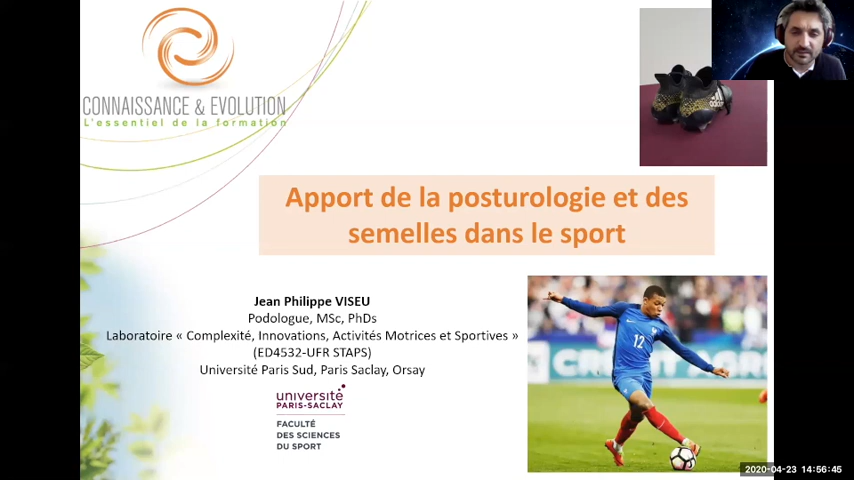 CONNAISSANCE & EVOLUTION
L'essentiel de la formation
adidas
Apport de la posturologie et des
semelles dans le sport
Jean Philippe VISEU
Podologue, MSc, PhDs
Laboratoire « Complexité, Innovations, Activités Motrices et Sportives »
(ED4532-UFR STAPS)
Université Paris Sud, Paris Saclay, Orsay
université
PARIS-SACLAY
FACULTÉ
DES SCIENCES
DU SPORT
12
2020-04-23 14:56:45